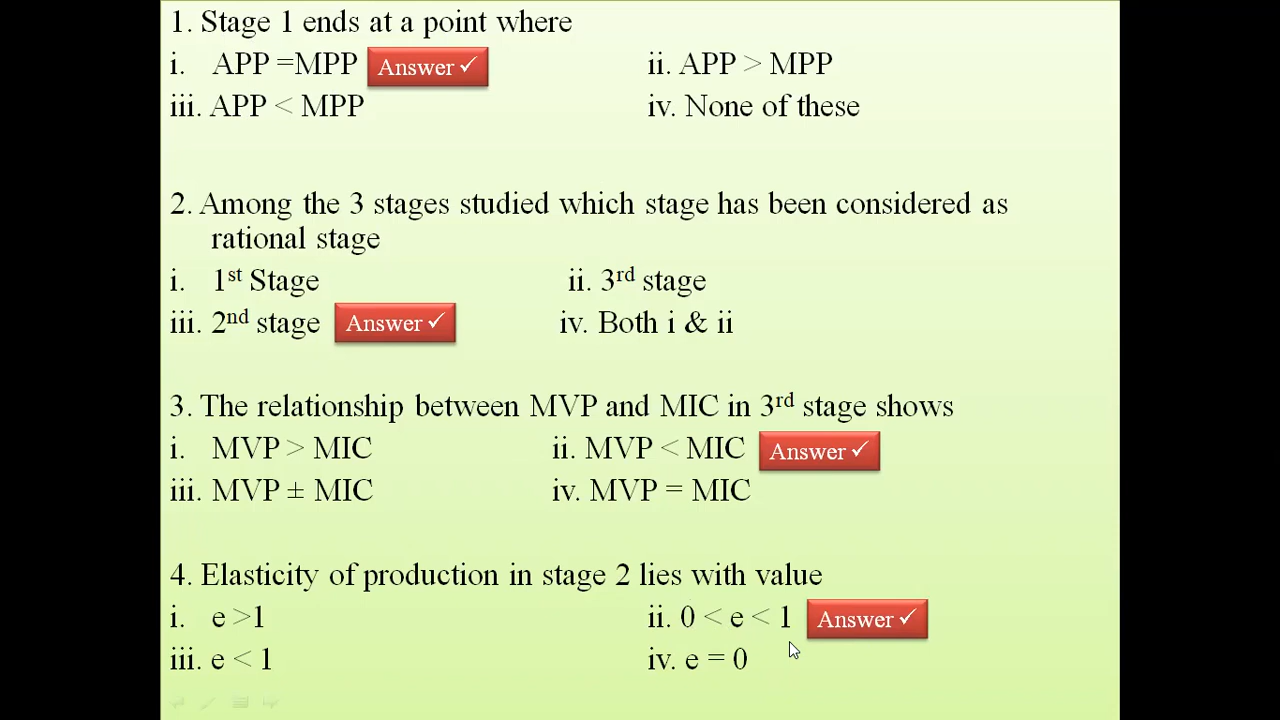 1. Stage 1 ends at a point where
i. APP =MPP Answer ✓ ii. APP > MPP
iii. APP < MPP iv. None of these
2. Among the 3 stages studied which stage has been considered as
rational stage
i. 1st Stage ii. 3rd stage
iii. 2nd stage Answer ✓ iv. Both i & ii
3. The relationship between MVP and MIC in 3rd stage shows
i. MVP > MIC ii. MVP < MIC Answer ✓
iii. MVP ± MIC iv. MVP = MIC
4. Elasticity of production in stage 2 lies with value
i. e >1 ii. 0 < e < 1 Answer ✓
iii. e < 1 iv. e = 0